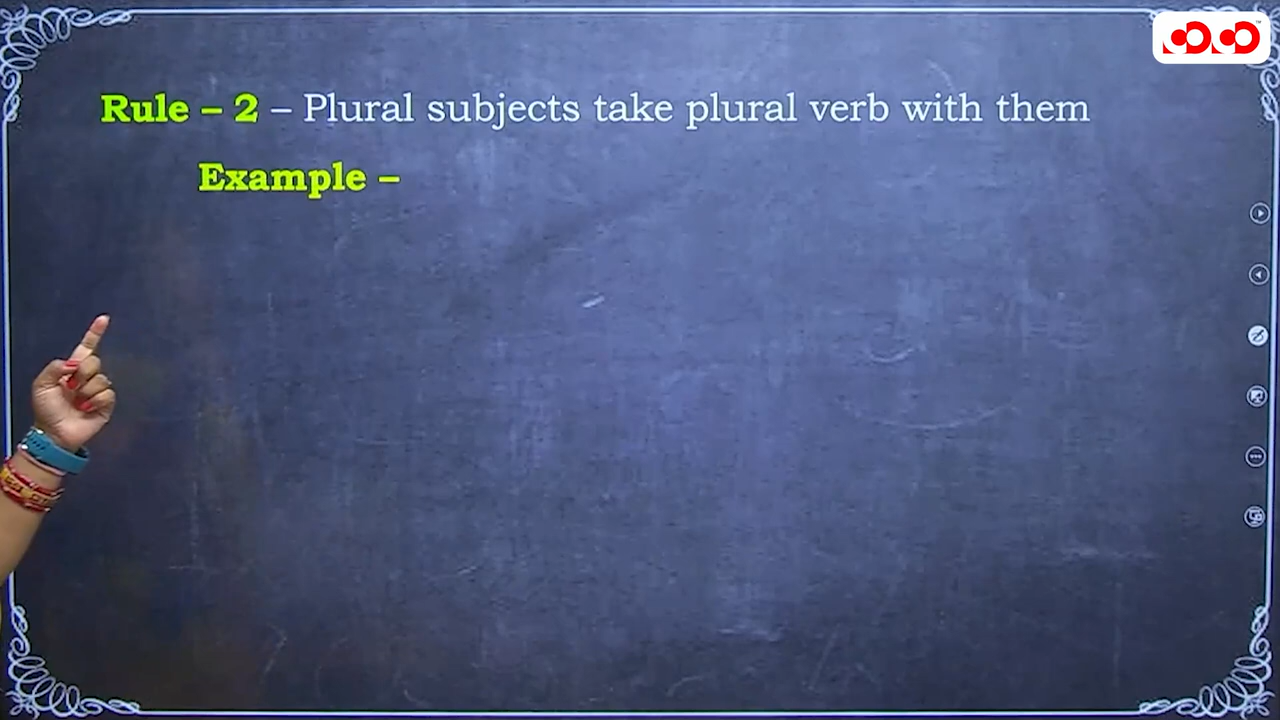 Rule – 2 – Plural subjects take plural verb with them
Example –